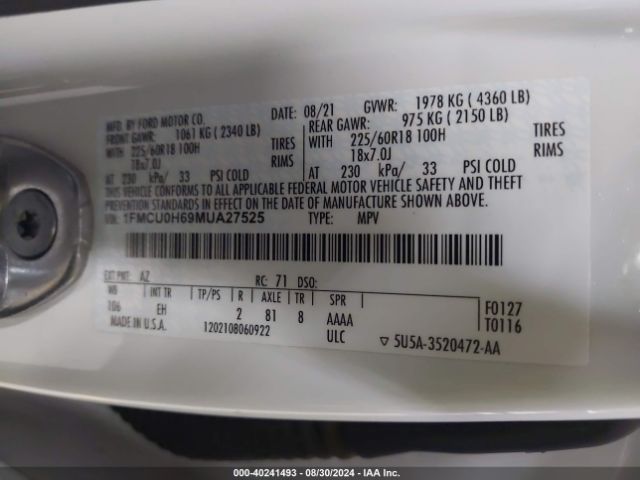 MFD. BY FORD MOTOR CO.
DATE: 08/21 GVWR: 1978 KG ( 4360 LB)
FRONT GAWR: 1061 KG ( 2340 LB)
REAR GAWR: 975 KG ( 2150 LB)
WITH 225/60R18 100H TIRES
WITH 225/60R18 100H TIRES
18x7.0J RIMS
18x7.0J RIMS
AT 230 kPa/ 33 PSI COLD
AT 230 kPa/ 33 PSI COLD
THIS VEHICLE CONFORMS TO ALL APPLICABLE FEDERAL MOTOR VEHICLE SAFETY AND THEFT
PREVENTION STANDARDS IN EFFECT ON THE DATE OF MANUFACTURE SHOWN ABOVE.
VIN: 1FMCU0H69MUA27525 TYPE: MPV
EXT PNT: AZ RC: 71 DSO:
WB INT TR TP/PS R AXLE TR SPR
106 EH 2 81 8 AAAA
F0127
T0116
MADE IN U.S.A. 1202108060922 ULC
▽ 5U5A-3520472-AA
000-40241493 - 08/30/2024 - IAA Inc.